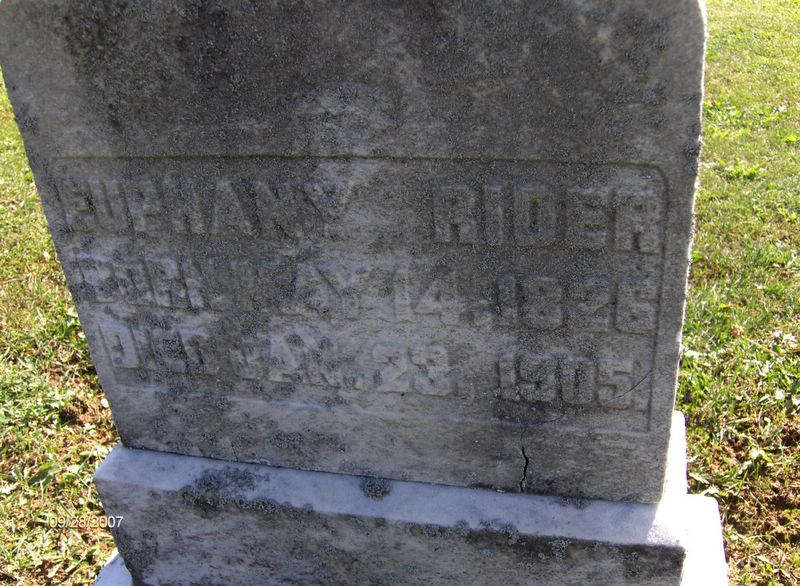 EUPHANY RIDER
BORN MAY 14, 1826
DIED JAN. 23, 1905.
09/28/2007